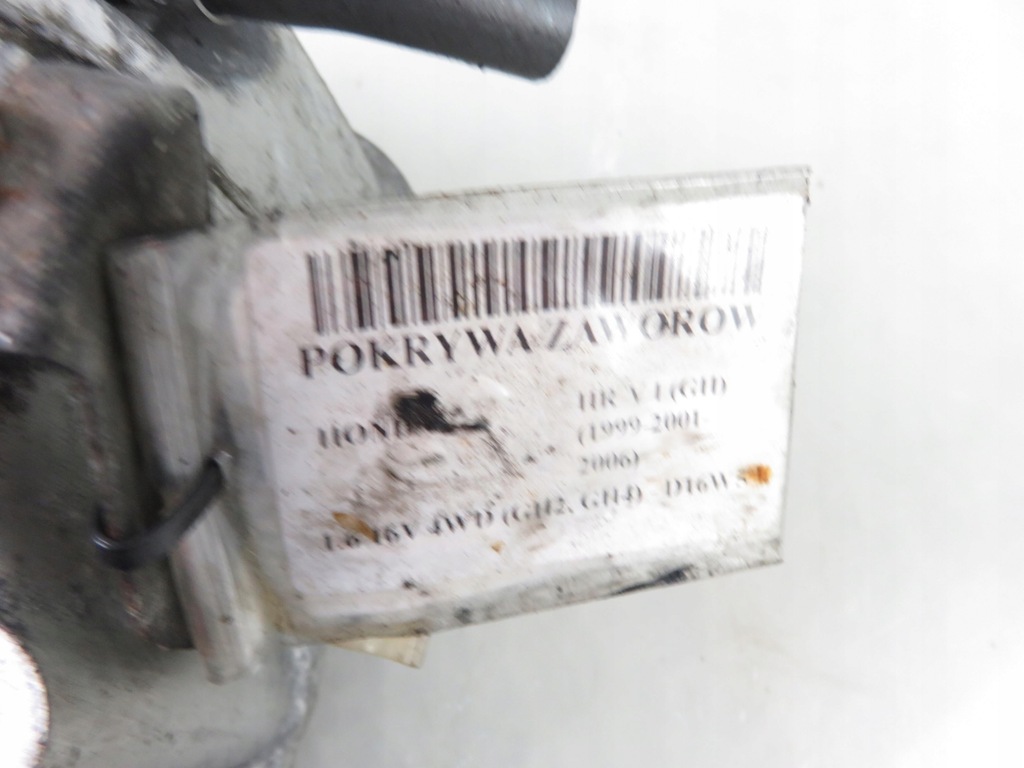 POKRYWA ZAWOROW
HR-V I (GH)
(1999-2001-
2006)
1.6 16V 4WD (GH2, GH4) D16W5